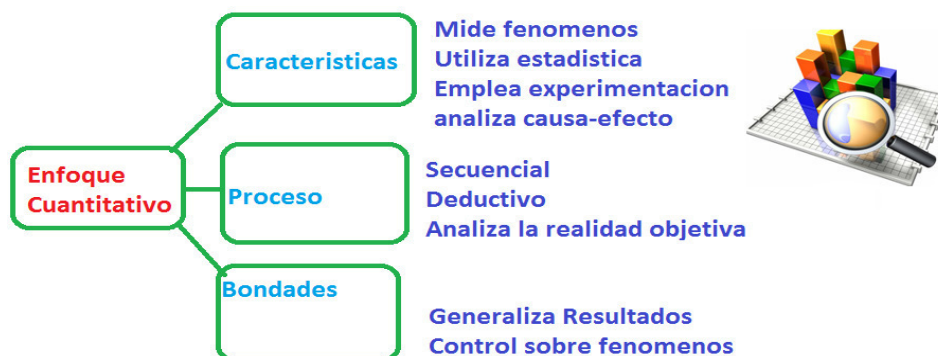 Enfoque
Cuantitativo
Caracteristicas
Mide fenomenos
Utiliza estadistica
Emplea experimentacion
analiza causa-efecto
Proceso
Secuencial
Deductivo
Analiza la realidad objetiva
Bondades
Generaliza Resultados
Control sobre fenomenos